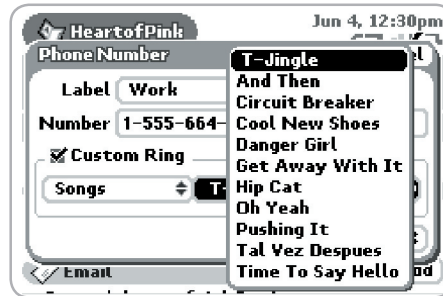 HeartofPink
Jun 4, 12:30pm
Phone Number
Label Work
Number 1-555-664-
Custom Ring
Songs
T-Jingle
And Then
Circuit Breaker
Cool New Shoes
Danger Girl
Get Away With It
Hip Cat
Oh Yeah
Pushing It
Tal Vez Despues
Time To Say Hello
Email